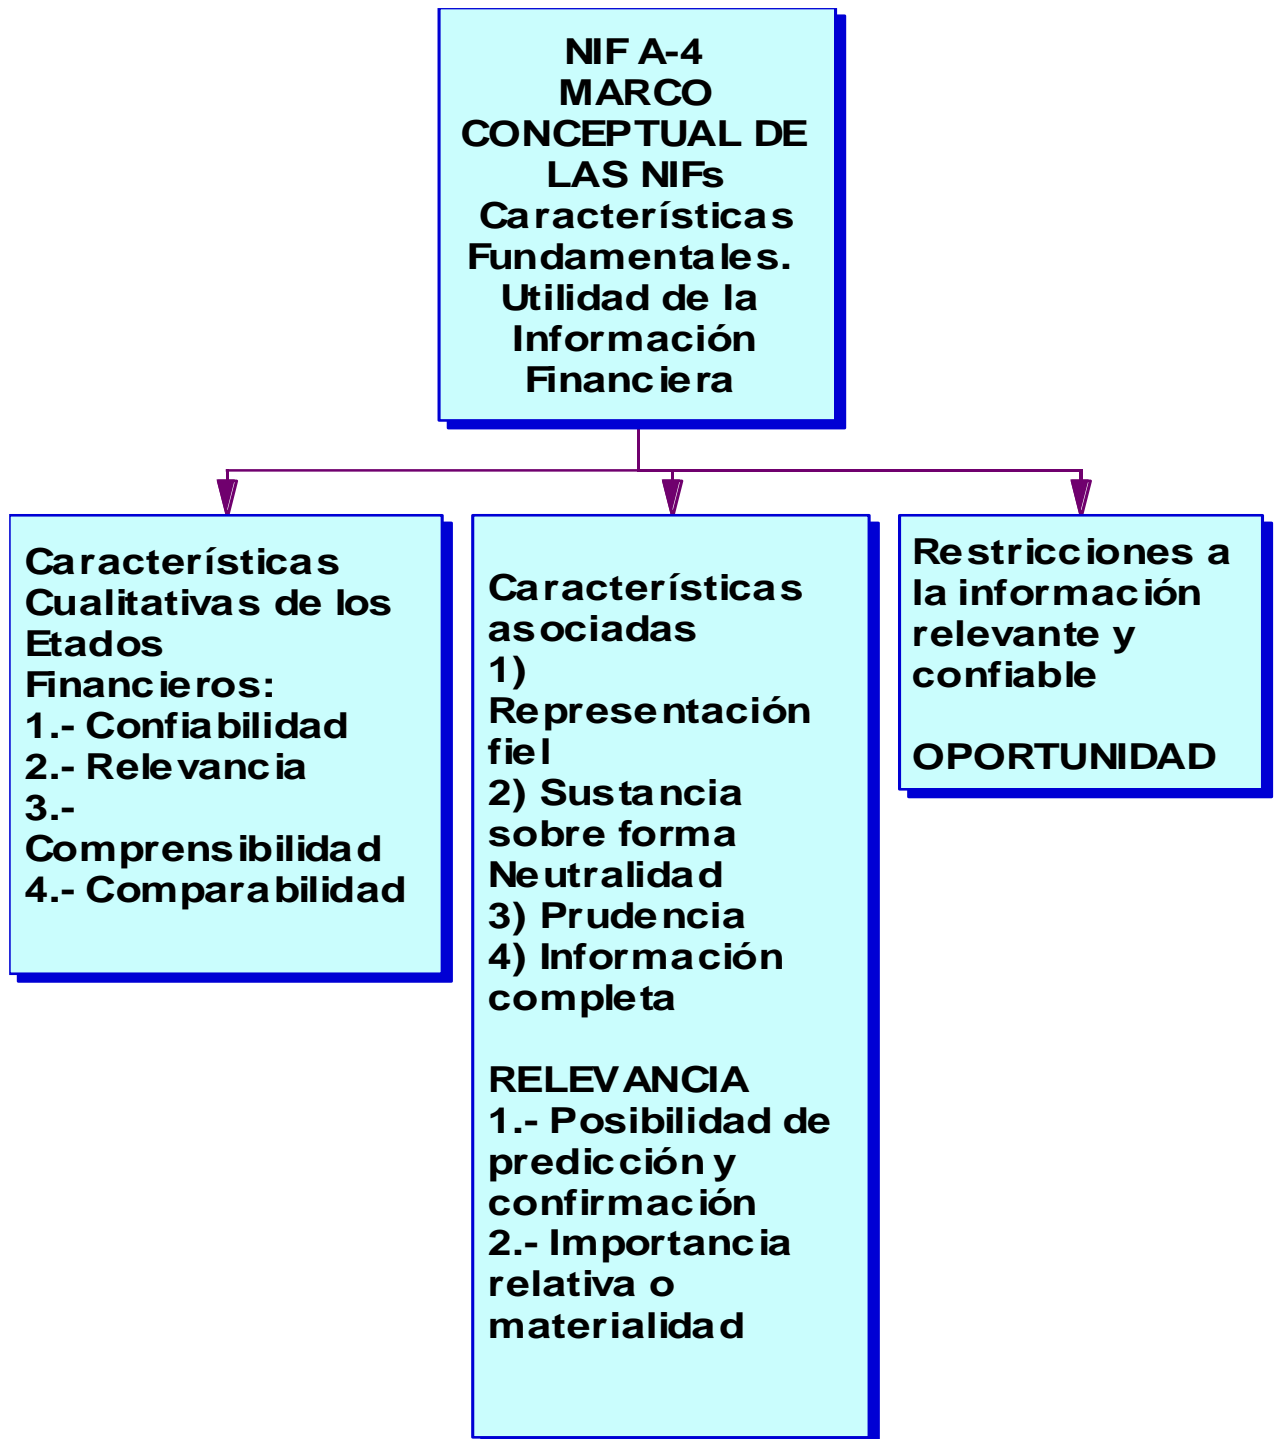 NIF A-4
MARCO
CONCEPTUAL DE
LAS NIFs
Características
Fundamentales.
Utilidad de la
Información
Financiera
Características
Cualitativas de los
Etados
Financieros:
1.- Confiabilidad
2.- Relevancia
3.-
Comprensibilidad
4.- Comparabilidad
Características
asociadas
1)
Representación
fiel
2) Sustancia
sobre forma
Neutralidad
3) Prudencia
4) Información
completa
RELEVANCIA
1.- Posibilidad de
predicción y
confirmación
2.- Importancia
relativa o
materialidad
Restricciones a
la información
relevante y
confiable
OPORTUNIDAD